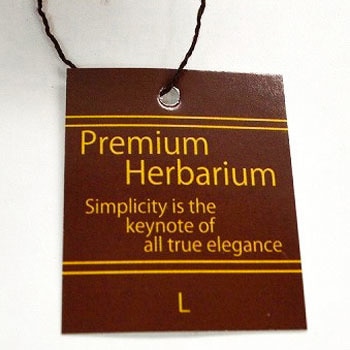 Premium
Herbarium
Simplicity is the
keynote of
all true elegance
L